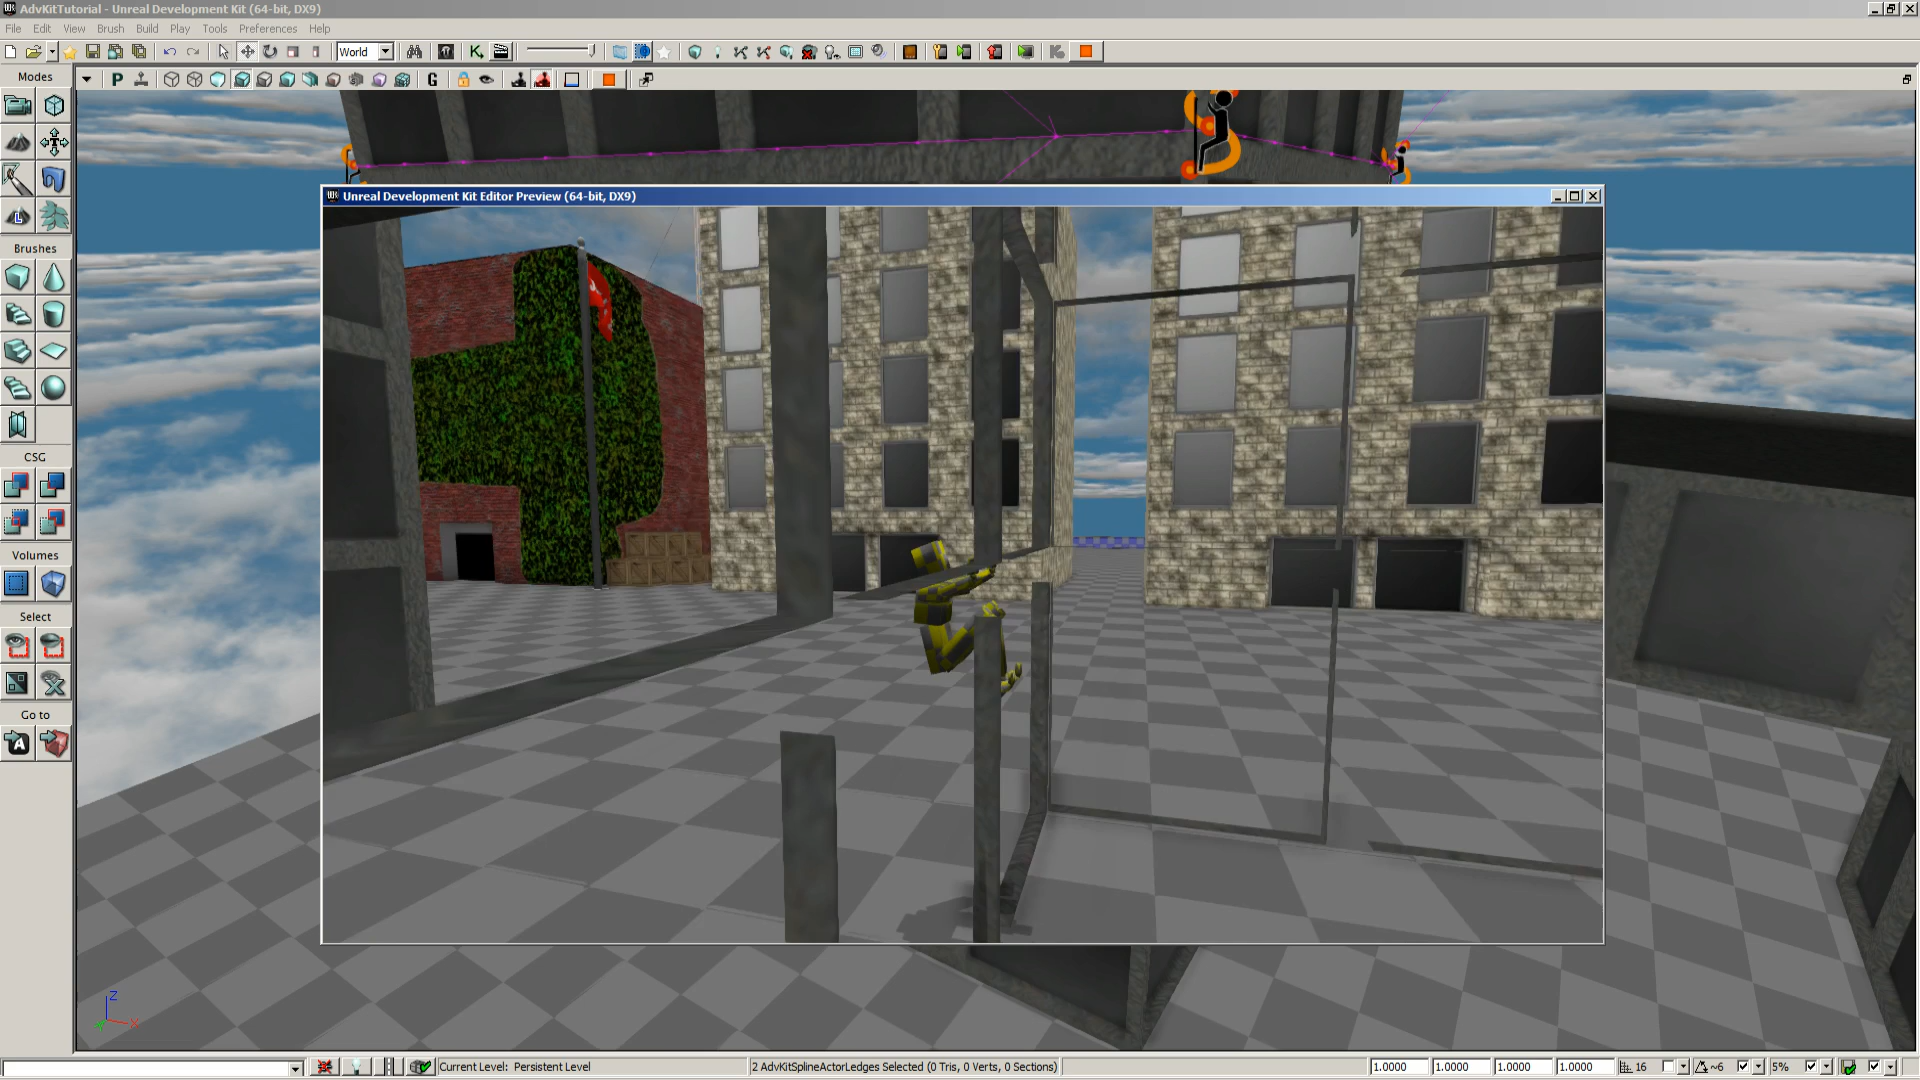 AdvKitTutorial - Unreal Development Kit (64-bit, DX9)
File Edit View Brush Build Play Tools Preferences Help
World
Modes
P
G
L
Unreal Development Kit Editor Preview (64-bit, DX9)
Brushes
CSG
Volumes
Select
Go to
A
Z
Y
X
Current Level: Persistent Level
2 AdvKitSplineActorLedges Selected (0 Tris, 0 Verts, 0 Sections)
1.0000 1.0000 1.0000 1.0000 16 ~6 5%